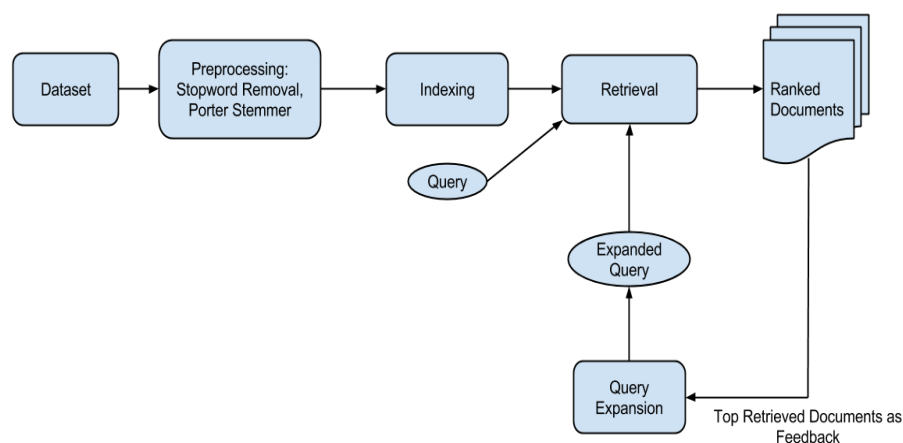 Dataset
Preprocessing:
Stopword Removal,
Porter Stemmer
Indexing
Retrieval
Ranked
Documents
Query
Expanded
Query
Query
Expansion
Top Retrieved Documents as
Feedback